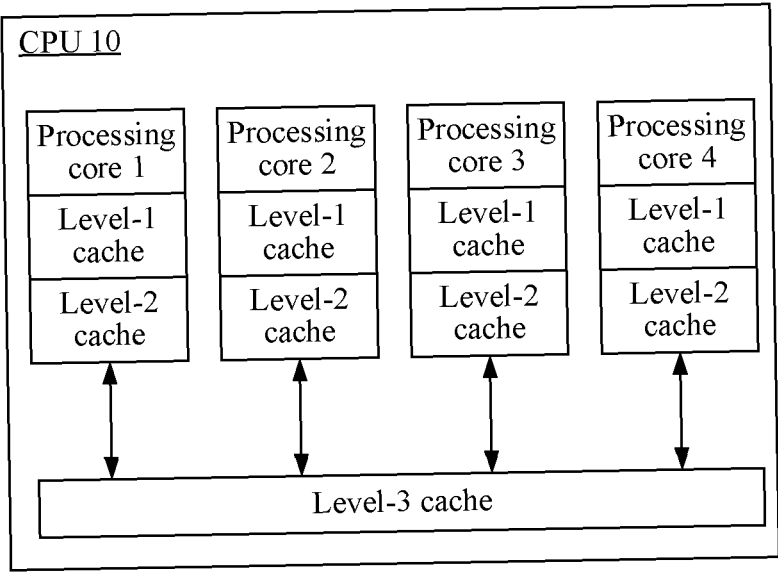 CPU 10
Processing
core 1
Level-1
cache
Level-2
cache
Processing
core 2
Level-1
cache
Level-2
cache
Processing
core 3
Level-1
cache
Level-2
cache
Processing
core 4
Level-1
cache
Level-2
cache
Level-3 cache